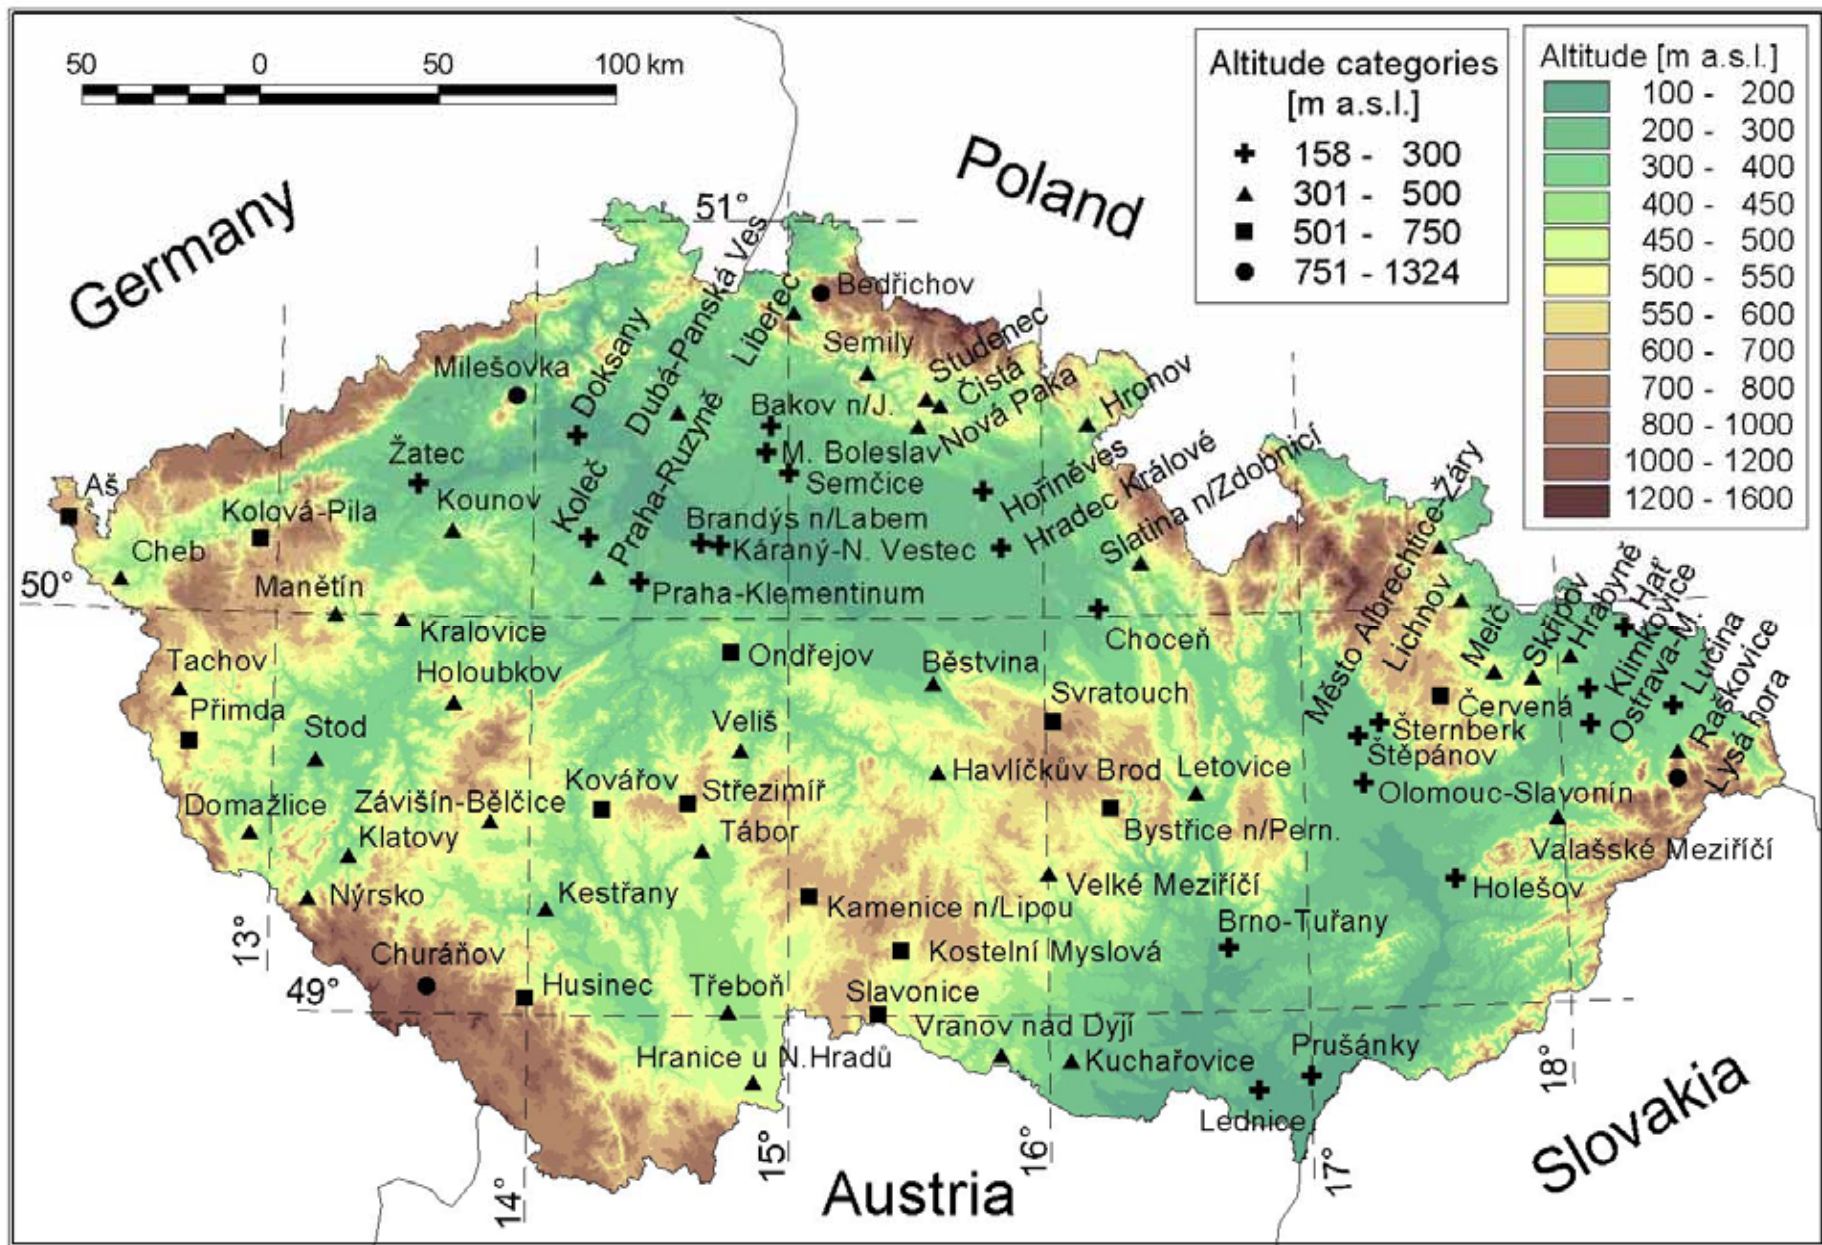 50 0 50 100 km
Altitude categories
[m a.s.l.]
158 - 300
301 - 500
501 - 750
751 - 1324
Altitude [m a.s.l.]
100 - 200
200 - 300
300 - 400
400 - 450
450 - 500
500 - 550
550 - 600
600 - 700
700 - 800
800 - 1000
1000 - 1200
1200 - 1600
Germany
Poland
51°
Bedřichov
Liberec
Dubá-Panská Ves
Doksany
Milešovka
Semily
Studenec
Čistá
Nová Paka
Hronov
Bakov n/J.
M. Boleslav
Semčice
Žatec
Kounov
Koleč
Praha-Ruzyně
Hořiněves
Hradec Králové
Slatina n/Zdobnicí
Aš
Kolová-Pila
Cheb
Brandýs n/Labem
Káraný-N. Vestec
Praha-Klementinum
50°
Manětín
Kralovice
Choceň
Město Albrechtice-Žáry
Lichnov
Melč
Skřipov
Hrabyně
Hať
Klimkovice
Ostrava-M.
Lučina
Raškovice
Lysá hora
Tachov
Holoubkov
Ondřejov
Běstvina
Svratouch
Červená
Přimda
Stod
Veliš
Šternberk
Štěpánov
Domažlice
Závišín-Bělčice
Kovářov
Střezimíř
Havlíčkův Brod
Letovice
Olomouc-Slavonín
Klatovy
Tábor
Bystřice n/Pern.
Valašské Meziříčí
Nýrsko
Kestřany
Kamenice n/Lipou
Velké Meziříčí
Holešov
Brno-Tuřany
13°
Churáňov
Kostelní Myslová
49°
Husinec
Třeboň
Slavonice
Vranov nad Dyjí
Hranice u N.Hradů
Kuchařovice
Prušánky
Lednice
14°
15°
16°
17°
18°
Austria
Slovakia